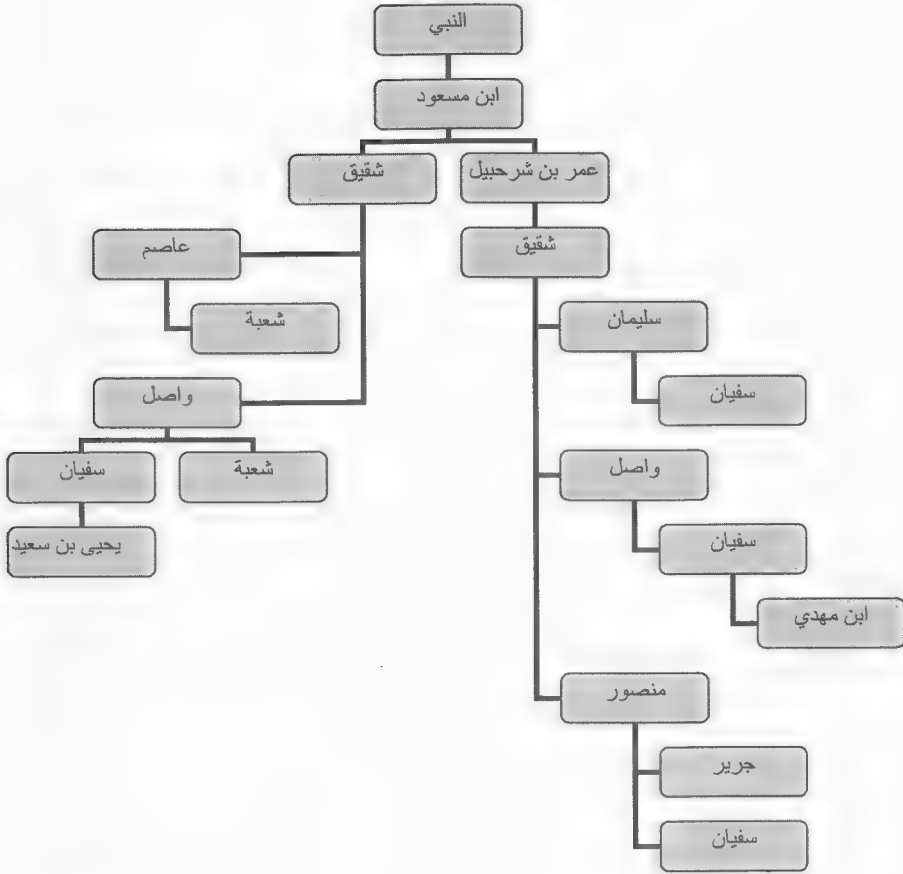 النبي
ابن مسعود
عمر بن شرحبيل
شقيق
شقيق
عاصم
شعبة
سليمان
سفيان
واصل
سفيان
شعبة
يحيى بن سعيد
واصل
سفيان
ابن مهدي
منصور
جرير
سفيان